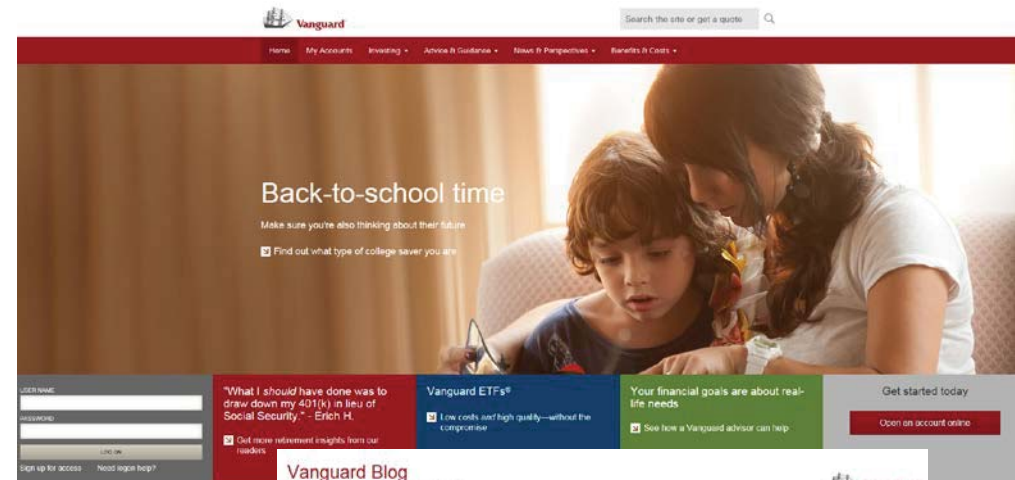 Vanguard
Search the site or get a quote
Home My Accounts Investing Advice & Guidance News & Perspectives Benefits & Costs
Back-to-school time
Make sure you're also thinking about their future
Find out what type of college saver you are
USER NAME
PASSWORD
LOG ON
Sign up for access Need logon help?
"What I should have done was to
draw down my 401(k) in lieu of
Social Security." - Erich H.
Get more retirement insights from our
readers
Vanguard ETFs®
Low costs and high quality—without the
compromise
Your financial goals are about real-
life needs
See how a Vanguard advisor can help
Get started today
Open an account online
Vanguard Blog